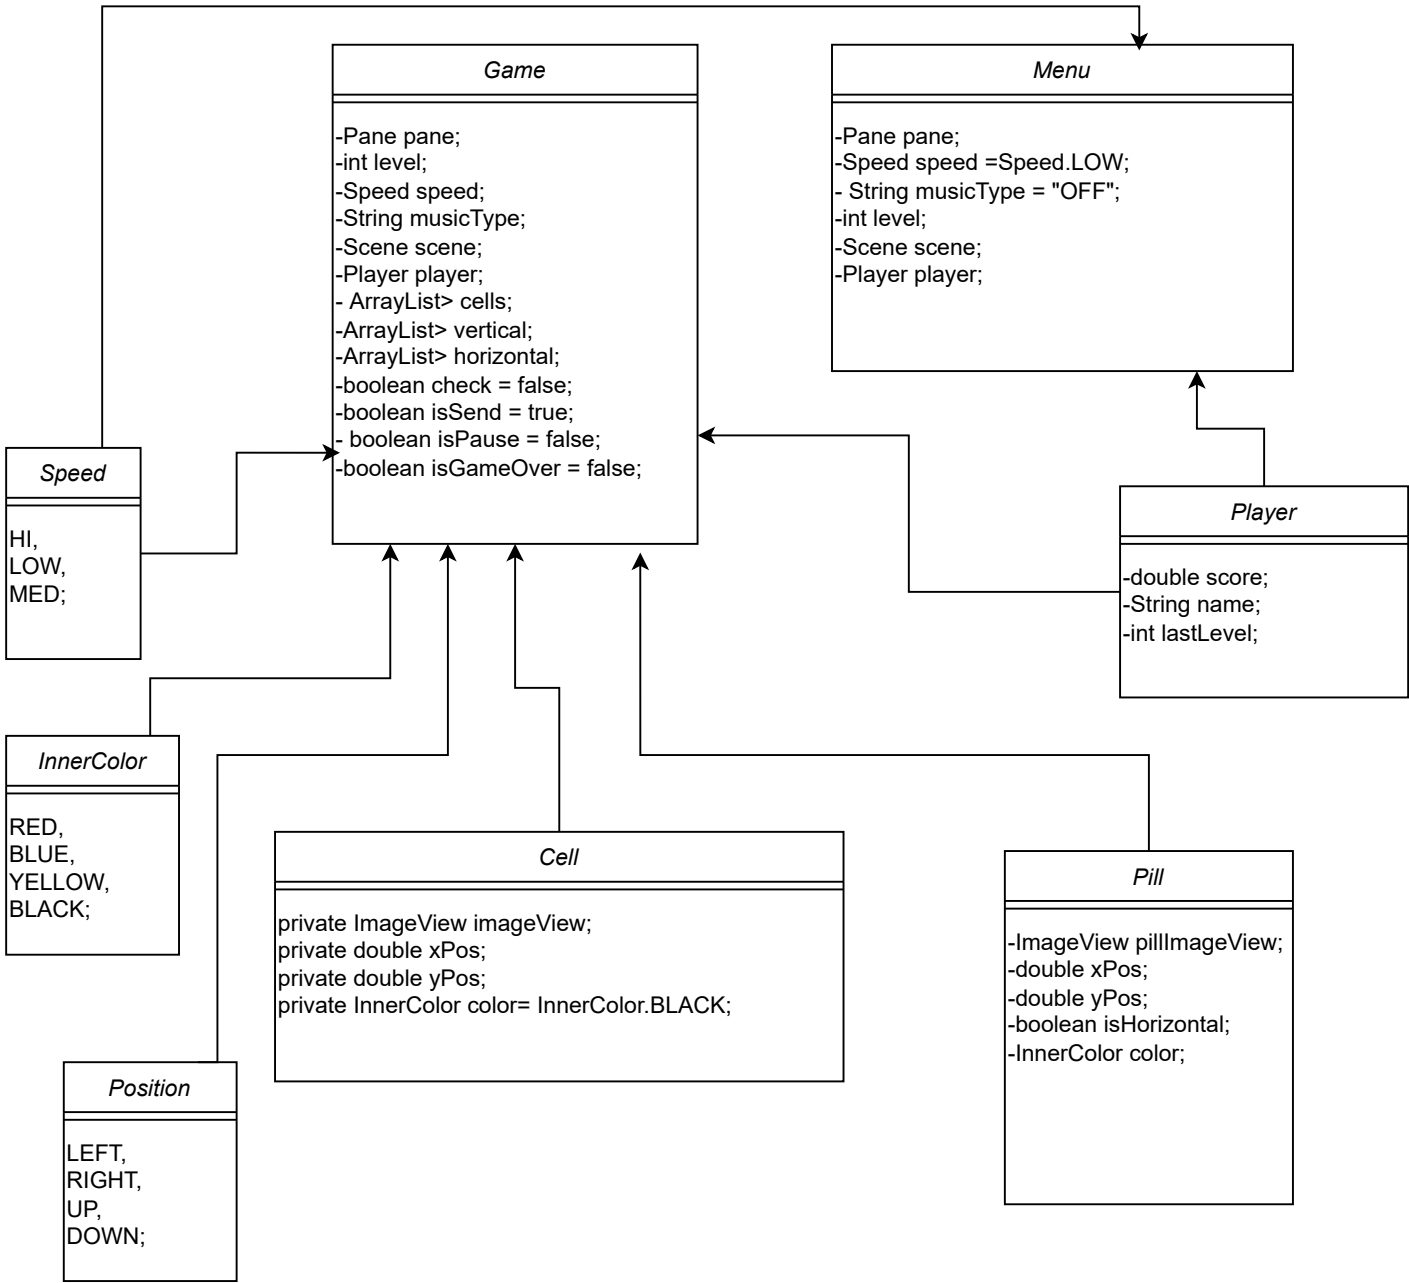 Game
-Pane pane;
-int level;
-Speed speed;
-String musicType;
-Scene scene;
-Player player;
- ArrayList> cells;
-ArrayList> vertical;
-ArrayList> horizontal;
-boolean check = false;
-boolean isSend = true;
- boolean isPause = false;
-boolean isGameOver = false;
Menu
-Pane pane;
-Speed speed =Speed.LOW;
- String musicType = "OFF";
-int level;
-Scene scene;
-Player player;
Speed
HI,
LOW,
MED;
Player
-double score;
-String name;
-int lastLevel;
InnerColor
RED,
BLUE,
YELLOW,
BLACK;
Cell
private ImageView imageView;
private double xPos;
private double yPos;
private InnerColor color= InnerColor.BLACK;
Pill
-ImageView pillImageView;
-double xPos;
-double yPos;
-boolean isHorizontal;
-InnerColor color;
Position
LEFT,
RIGHT,
UP,
DOWN;